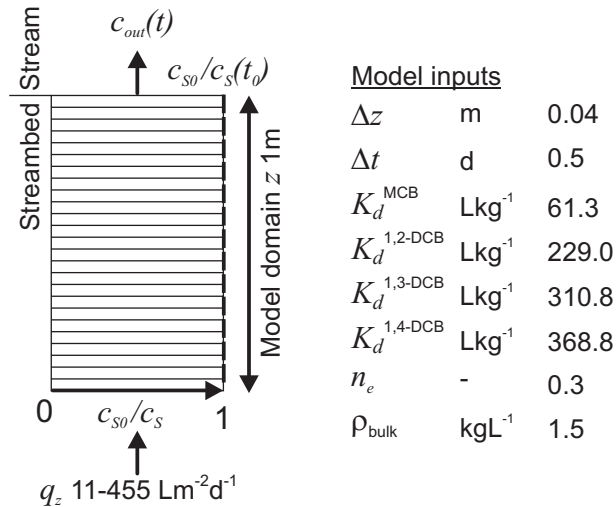 c_out(t)
Stream
c_S0/c_S(t_0)
Streambed
Model domain z 1m
0
c_S0/c_S
1
q_z 11-455 Lm⁻²d⁻¹
Model inputs
Δz m 0.04
Δt d 0.5
K_d^MCB Lkg⁻¹ 61.3
K_d^1,2-DCB Lkg⁻¹ 229.0
K_d^1,3-DCB Lkg⁻¹ 310.8
K_d^1,4-DCB Lkg⁻¹ 368.8
n_e - 0.3
ρ_bulk kgL⁻¹ 1.5